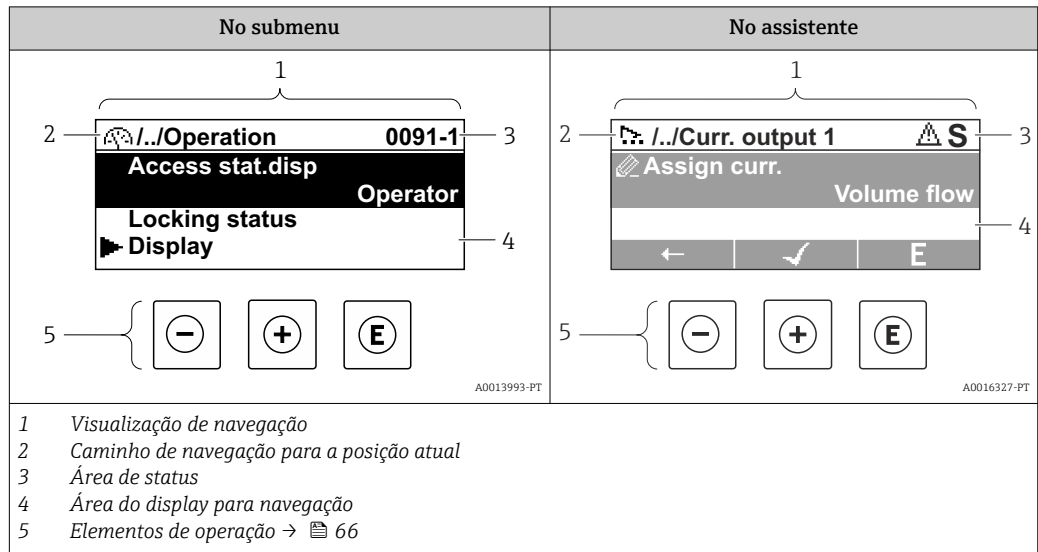 No submenu
No assistente
1
2
/../Operation 0091-1
3
Access stat.disp
Operator
Locking status
Display
4
5
- + E
A0013993-PT
1
2
/../Curr. output 1 S
3
Assign curr.
Volume flow
4
← ✓ E
5
- + E
A0016327-PT
1 Visualização de navegação
2 Caminho de navegação para a posição atual
3 Área de status
4 Área do display para navegação
5 Elementos de operação → 66